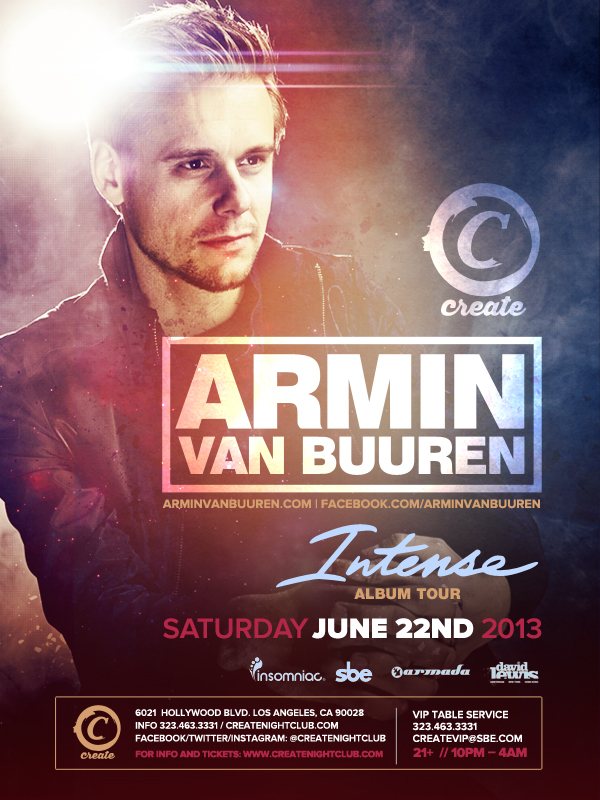 C
create
ARMIN
VAN BUUREN
ARMINVANBUUREN.COM | FACEBOOK.COM/ARMINVANBUUREN
Intense
ALBUM TOUR
SATURDAY JUNE 22ND 2013
insomniac sbe armada david lewis
C
create
6021 HOLLYWOOD BLVD. LOS ANGELES, CA 90028
INFO 323.463.3331 / CREATENIGHTCLUB.COM
FACEBOOK/TWITTER/INSTAGRAM: @CREATENIGHTCLUB
FOR INFO AND TICKETS: WWW.CREATENIGHTCLUB.COM
VIP TABLE SERVICE
323.463.3331
CREATEVIP@SBE.COM
21+ // 10PM – 4AM